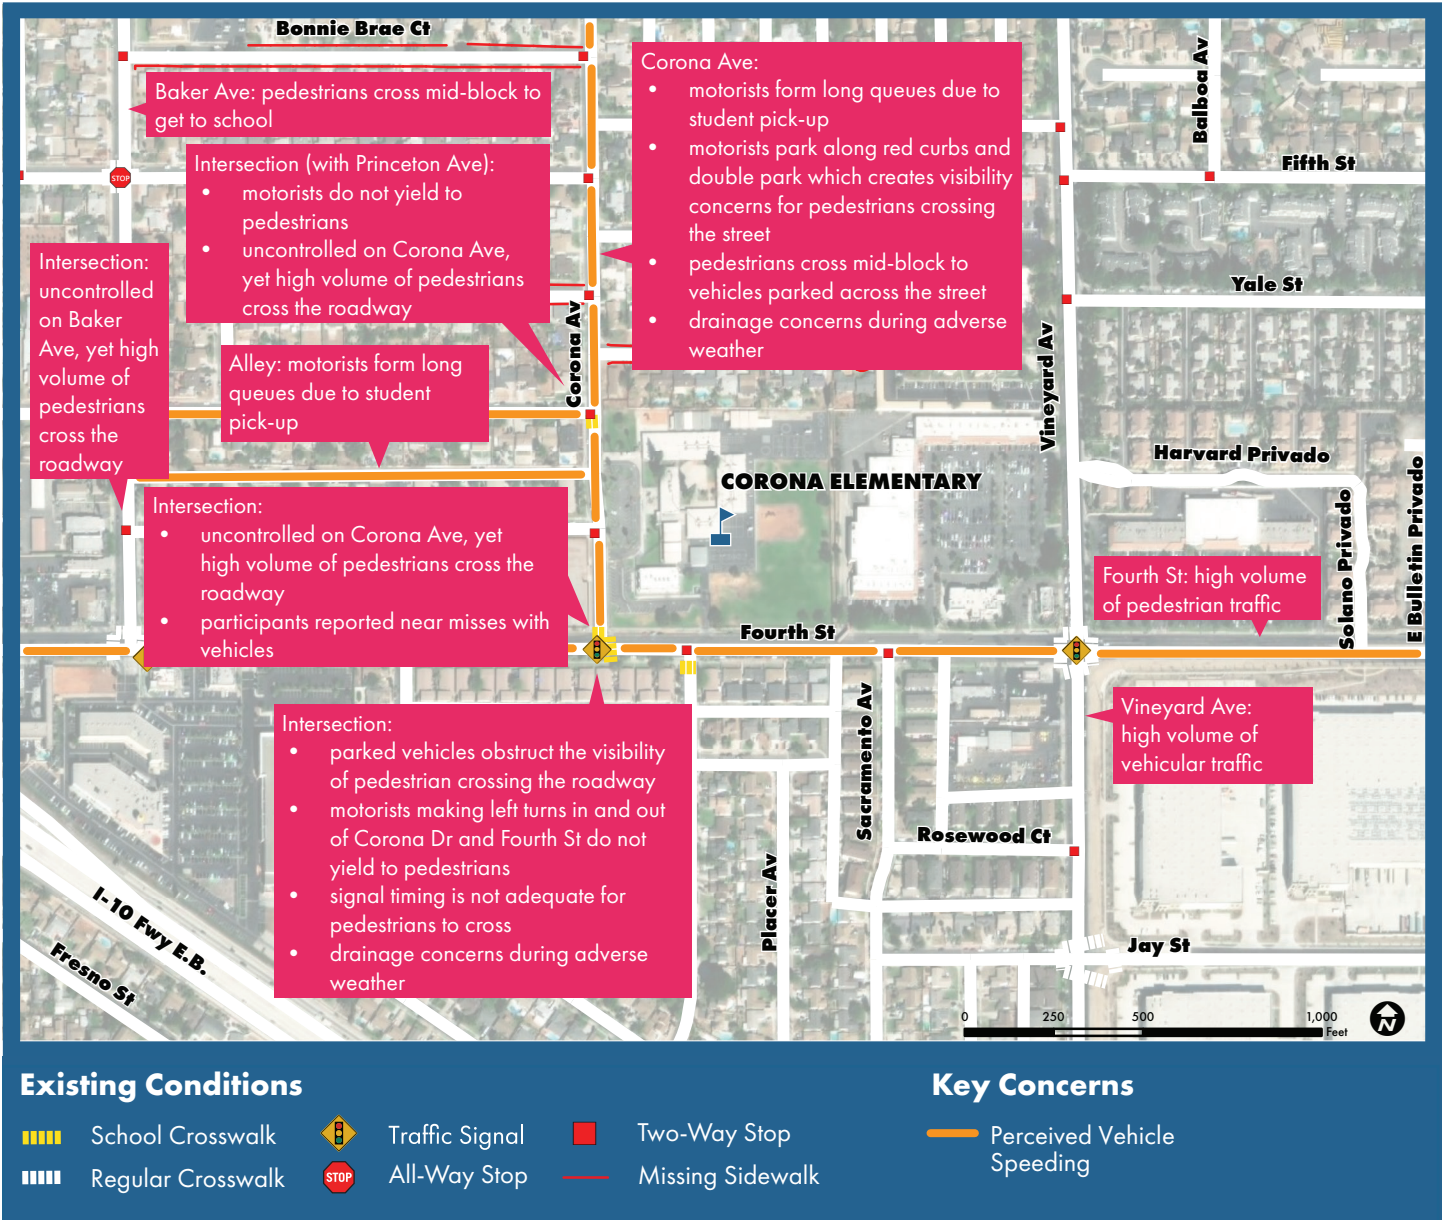 Bonnie Brae Ct
Baker Ave: pedestrians cross mid-block to
get to school
Intersection (with Princeton Ave):
• motorists do not yield to
pedestrians
• uncontrolled on Corona Ave,
yet high volume of pedestrians
cross the roadway
Corona Ave:
• motorists form long queues due to
student pick-up
• motorists park along red curbs and
double park which creates visibility
concerns for pedestrians crossing
the street
• pedestrians cross mid-block to
vehicles parked across the street
• drainage concerns during adverse
weather
Balboa Av
Fifth St
Yale St
STOP
Intersection:
uncontrolled
on Baker
Ave, yet high
volume of
pedestrians
cross the
roadway
Alley: motorists form long
queues due to student
pick-up
Corona Av
Vineyard Av
Harvard Privado
Solano Privado
E Bulletin Privado
CORONA ELEMENTARY
Intersection:
• uncontrolled on Corona Ave, yet
high volume of pedestrians cross the
roadway
• participants reported near misses with
vehicles
Fourth St: high volume
of pedestrian traffic
Fourth St
Intersection:
• parked vehicles obstruct the visibility
of pedestrian crossing the roadway
• motorists making left turns in and out
of Corona Dr and Fourth St do not
yield to pedestrians
• signal timing is not adequate for
pedestrians to cross
• drainage concerns during adverse
weather
Vineyard Ave:
high volume of
vehicular traffic
Sacramento Av
Placer Av
Rosewood Ct
Jay St
I-10 Fwy E.B.
Fresno St
0 250 500 1,000
Feet
N
Existing Conditions
School Crosswalk
Regular Crosswalk
Traffic Signal
STOP
All-Way Stop
Two-Way Stop
Missing Sidewalk
Key Concerns
Perceived Vehicle
Speeding